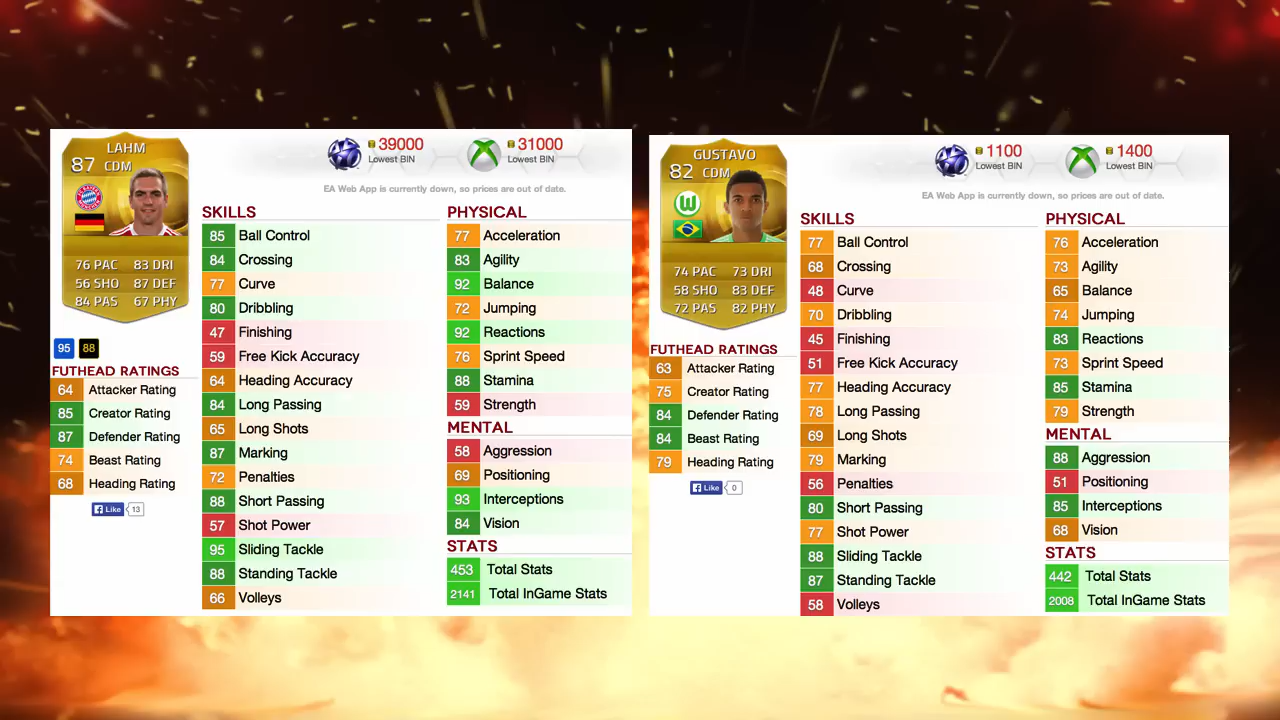 LAHM
87 CDM
76 PAC 83 DRI
56 SHO 87 DEF
84 PAS 67 PHY
95 88
FUTHEAD RATINGS
64 Attacker Rating
85 Creator Rating
87 Defender Rating
74 Beast Rating
68 Heading Rating
Like 13
39000
Lowest BIN
31000
Lowest BIN
EA Web App is currently down, so prices are out of date.
SKILLS
85 Ball Control
84 Crossing
77 Curve
80 Dribbling
47 Finishing
59 Free Kick Accuracy
64 Heading Accuracy
84 Long Passing
65 Long Shots
87 Marking
72 Penalties
88 Short Passing
57 Shot Power
95 Sliding Tackle
88 Standing Tackle
66 Volleys
PHYSICAL
77 Acceleration
83 Agility
92 Balance
72 Jumping
92 Reactions
76 Sprint Speed
88 Stamina
59 Strength
MENTAL
58 Aggression
69 Positioning
93 Interceptions
84 Vision
STATS
453 Total Stats
2141 Total InGame Stats
GUSTAVO
82 CDM
W
74 PAC 73 DRI
58 SHO 83 DEF
72 PAS 82 PHY
FUTHEAD RATINGS
63 Attacker Rating
75 Creator Rating
84 Defender Rating
84 Beast Rating
79 Heading Rating
Like 0
1100
Lowest BIN
1400
Lowest BIN
EA Web App is currently down, so prices are out of date.
SKILLS
77 Ball Control
68 Crossing
48 Curve
70 Dribbling
45 Finishing
51 Free Kick Accuracy
77 Heading Accuracy
78 Long Passing
69 Long Shots
79 Marking
56 Penalties
80 Short Passing
77 Shot Power
88 Sliding Tackle
87 Standing Tackle
58 Volleys
PHYSICAL
76 Acceleration
73 Agility
65 Balance
74 Jumping
83 Reactions
73 Sprint Speed
85 Stamina
79 Strength
MENTAL
88 Aggression
51 Positioning
85 Interceptions
68 Vision
STATS
442 Total Stats
2008 Total InGame Stats